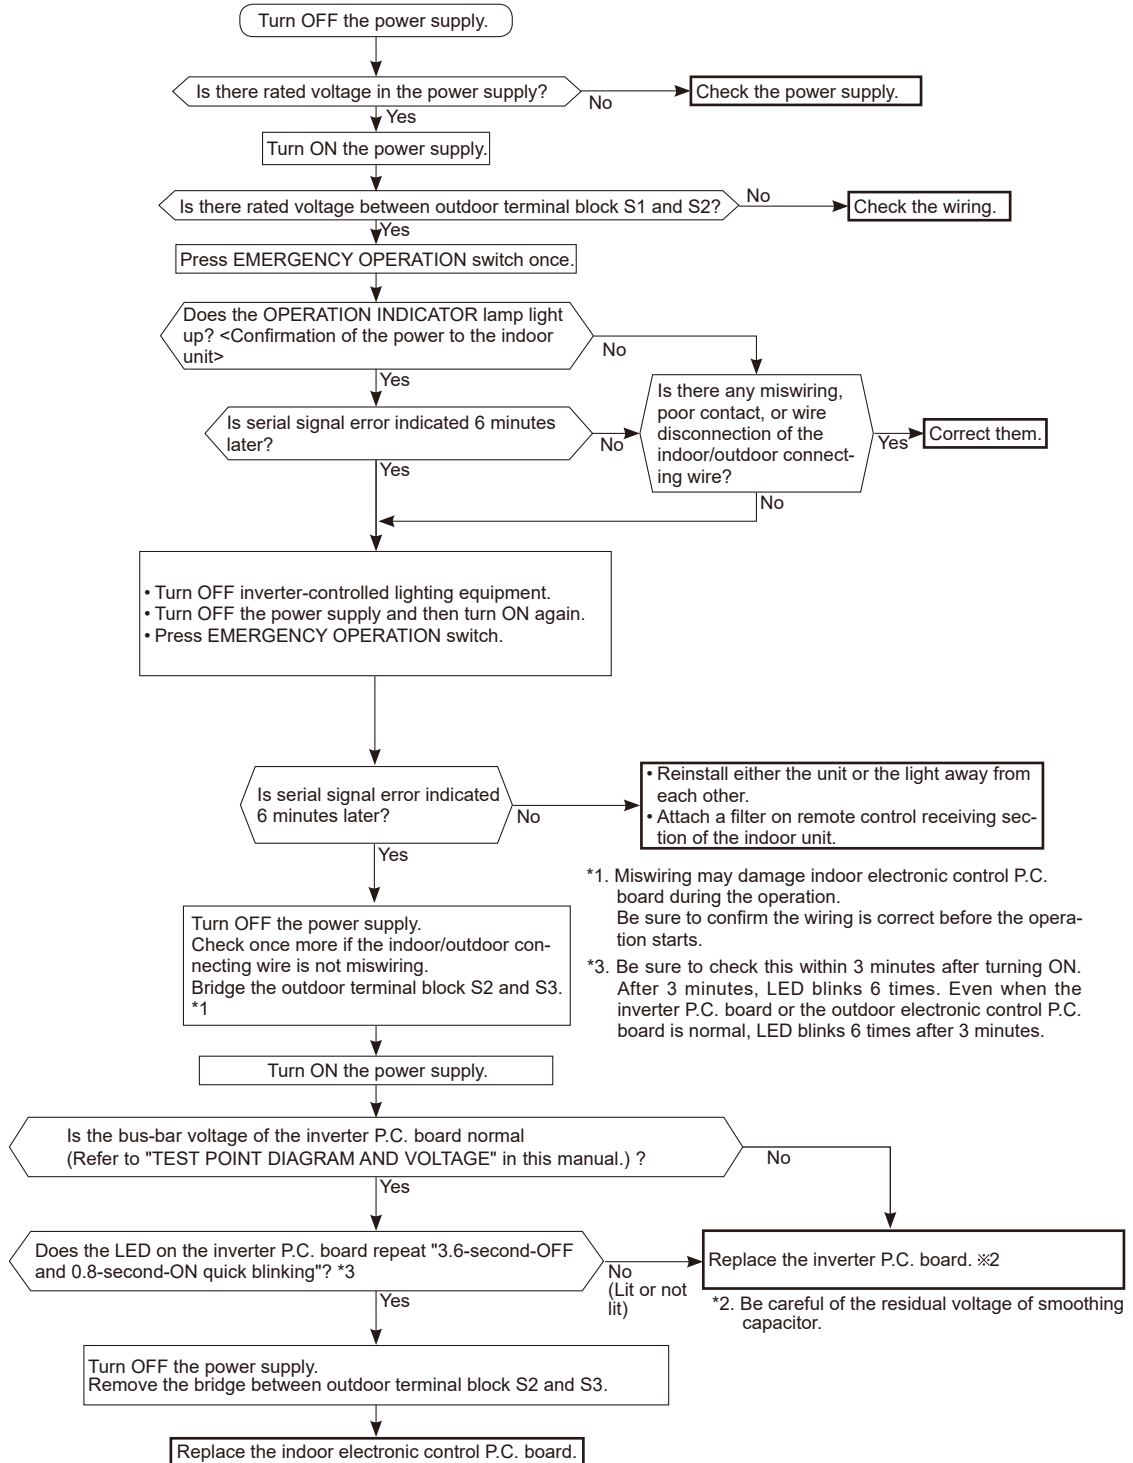 Turn OFF the power supply.
Is there rated voltage in the power supply?
No
Check the power supply.
Yes
Turn ON the power supply.
Is there rated voltage between outdoor terminal block S1 and S2?
No
Check the wiring.
Yes
Press EMERGENCY OPERATION switch once.
Does the OPERATION INDICATOR lamp light
up? <Confirmation of the power to the indoor
unit>
No
Yes
Is there any miswiring,
poor contact, or wire
disconnection of the
indoor/outdoor connect-
ing wire?
Yes
Correct them.
No
Is serial signal error indicated 6 minutes
later?
No
Yes
• Turn OFF inverter-controlled lighting equipment.
• Turn OFF the power supply and then turn ON again.
• Press EMERGENCY OPERATION switch.
Is serial signal error indicated
6 minutes later?
No
• Reinstall either the unit or the light away from
each other.
• Attach a filter on remote control receiving sec-
tion of the indoor unit.
Yes
*1. Miswiring may damage indoor electronic control P.C.
board during the operation.
Be sure to confirm the wiring is correct before the opera-
tion starts.
*3. Be sure to check this within 3 minutes after turning ON.
After 3 minutes, LED blinks 6 times. Even when the
inverter P.C. board or the outdoor electronic control P.C.
board is normal, LED blinks 6 times after 3 minutes.
Turn OFF the power supply.
Check once more if the indoor/outdoor con-
necting wire is not miswiring.
Bridge the outdoor terminal block S2 and S3.
*1
Turn ON the power supply.
Is the bus-bar voltage of the inverter P.C. board normal
(Refer to "TEST POINT DIAGRAM AND VOLTAGE" in this manual.) ?
No
Yes
Does the LED on the inverter P.C. board repeat "3.6-second-OFF
and 0.8-second-ON quick blinking"? *3
No
(Lit or not
lit)
Replace the inverter P.C. board. ※2
*2. Be careful of the residual voltage of smoothing
capacitor.
Yes
Turn OFF the power supply.
Remove the bridge between outdoor terminal block S2 and S3.
Replace the indoor electronic control P.C. board.